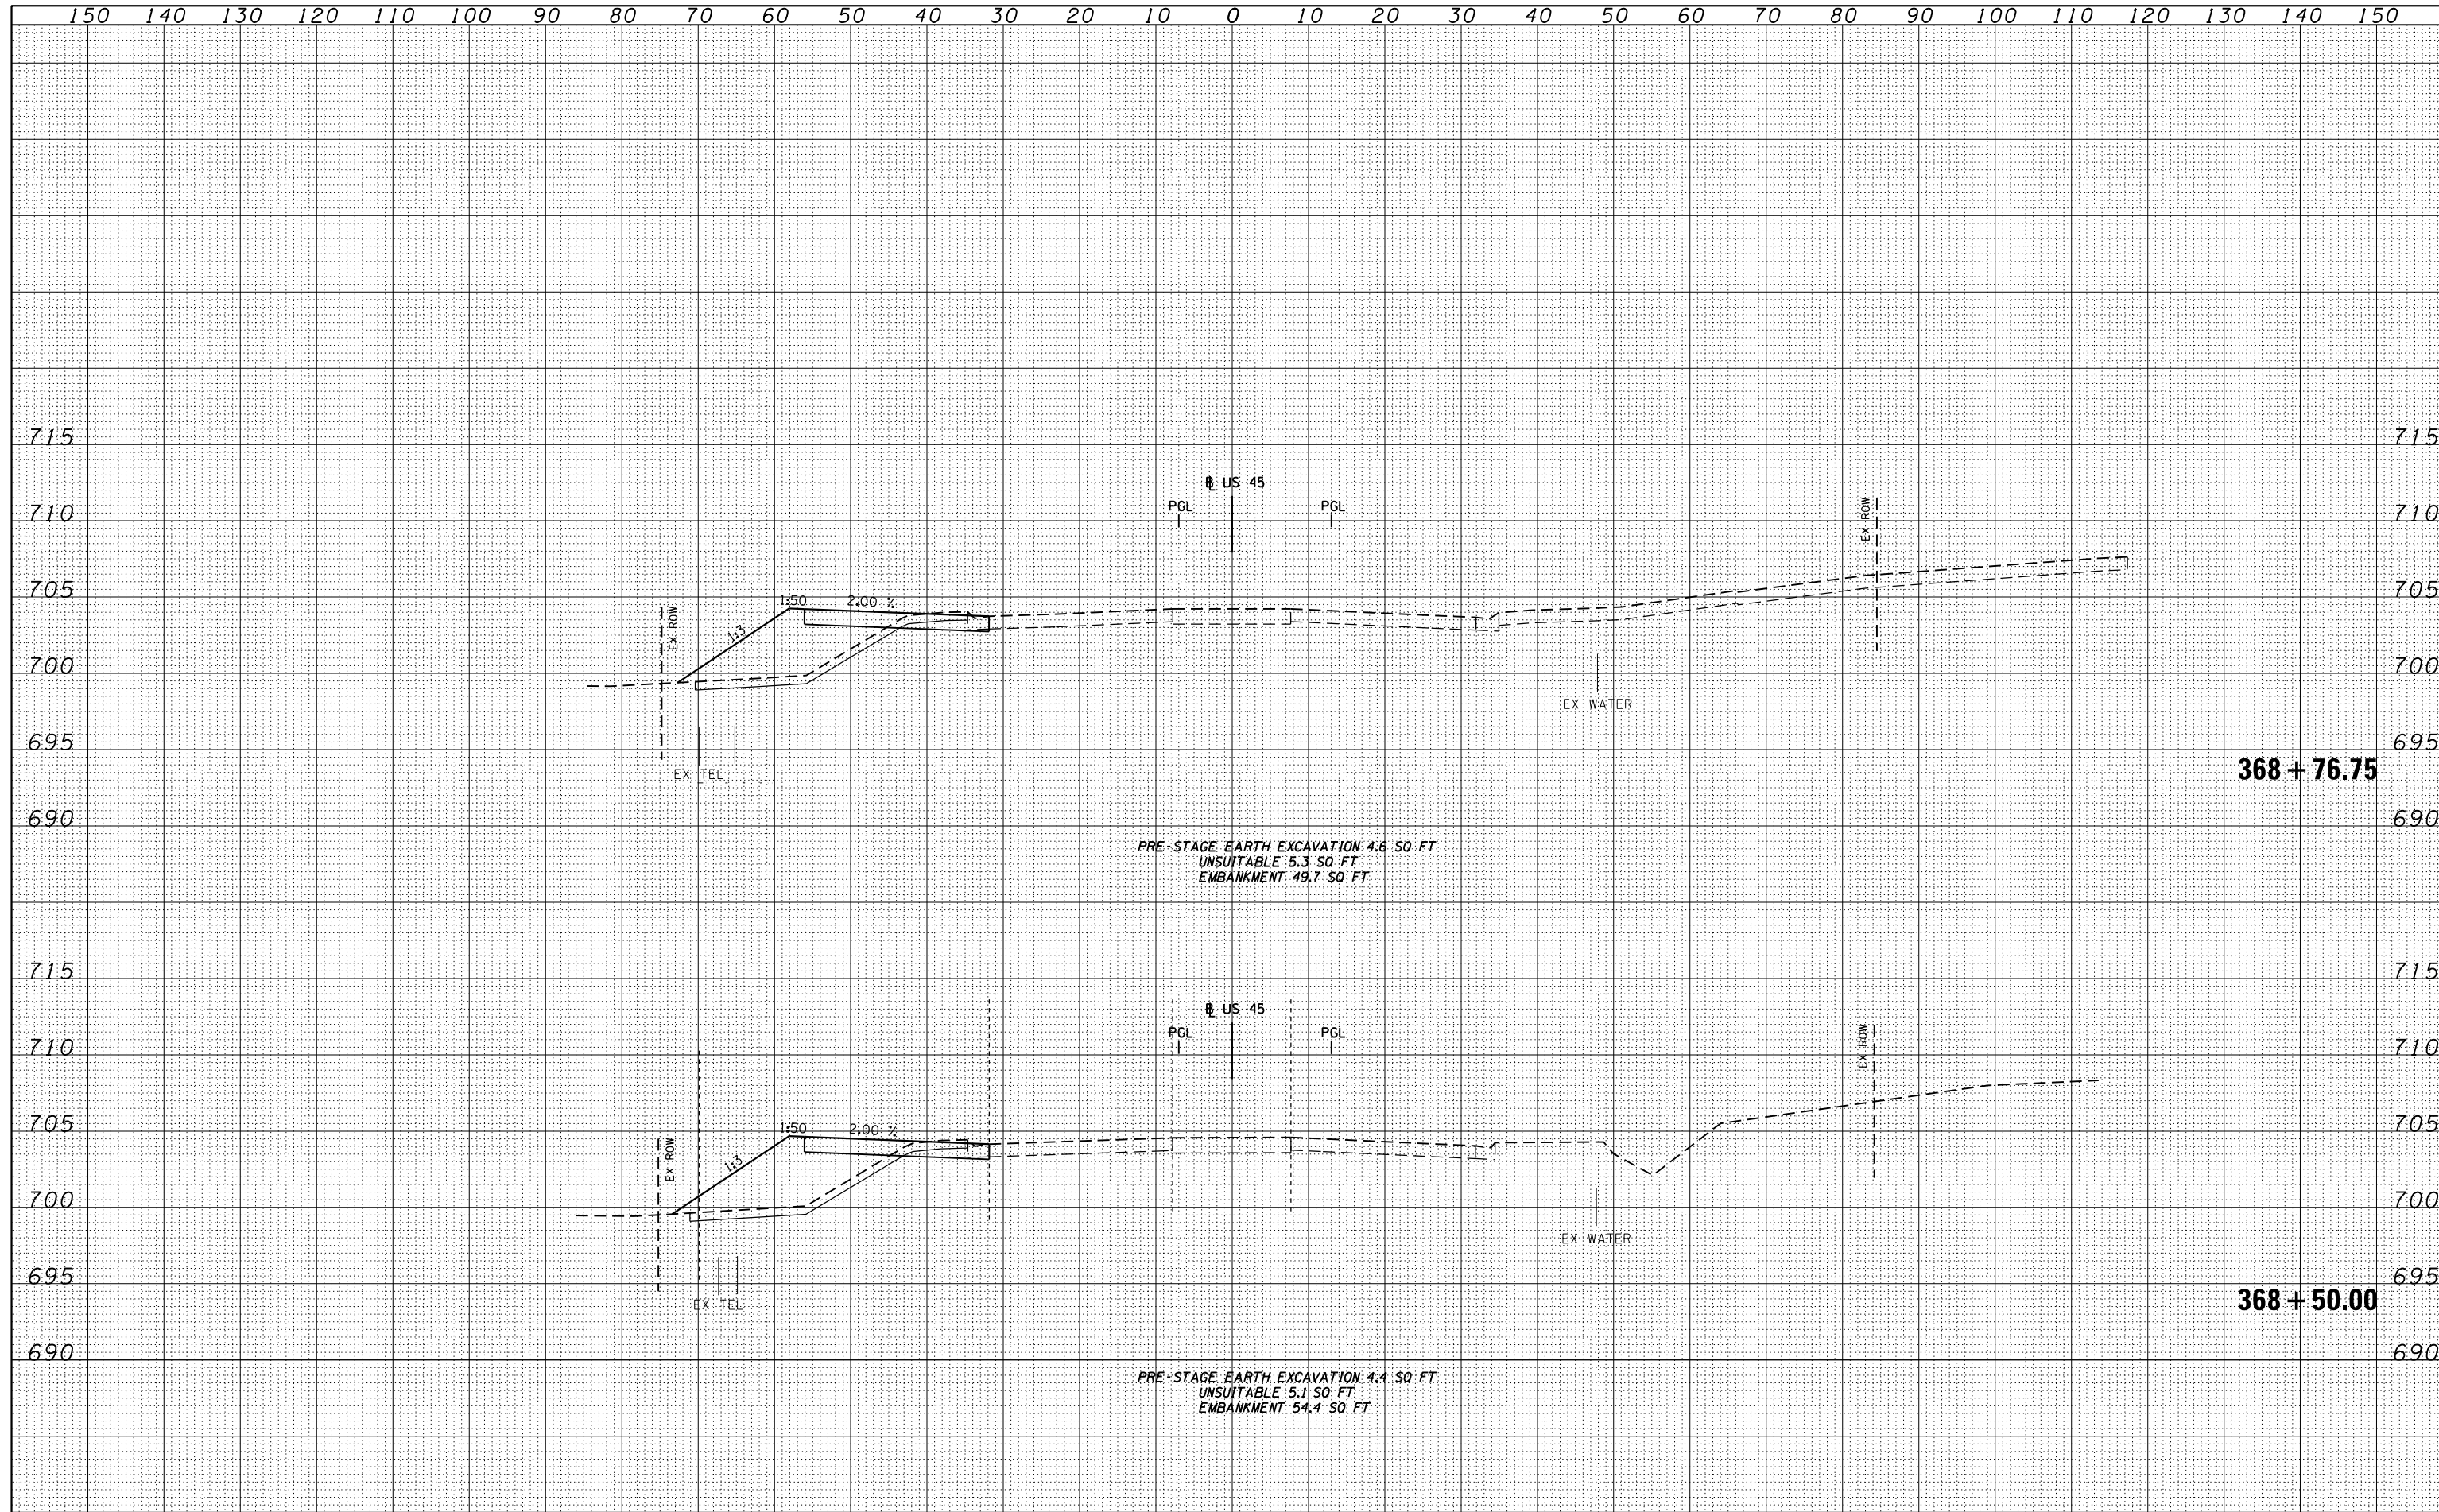 150 140 130 120 110 100 90 80 70 60 50 40 30 20 10 0 10 20 30 40 50 60 70 80 90 100 110 120 130 140 150
715 715
℄ US 45
PGL PGL
710 EX ROW 710
705 705
1:50 2.00 %
EX ROW 1:3
700 700
EX WATER
695 695
EX TEL
368 + 76.75
690 690
PRE-STAGE EARTH EXCAVATION 4.6 SQ FT
UNSUITABLE 5.3 SQ FT
EMBANKMENT 49.7 SQ FT
715 715
℄ US 45
PGL PGL
710 EX ROW 710
705 705
1:50 2.00 %
EX ROW 1:3
700 700
EX WATER
695 695
EX TEL
368 + 50.00
690 690
PRE-STAGE EARTH EXCAVATION 4.4 SQ FT
UNSUITABLE 5.1 SQ FT
EMBANKMENT 54.4 SQ FT